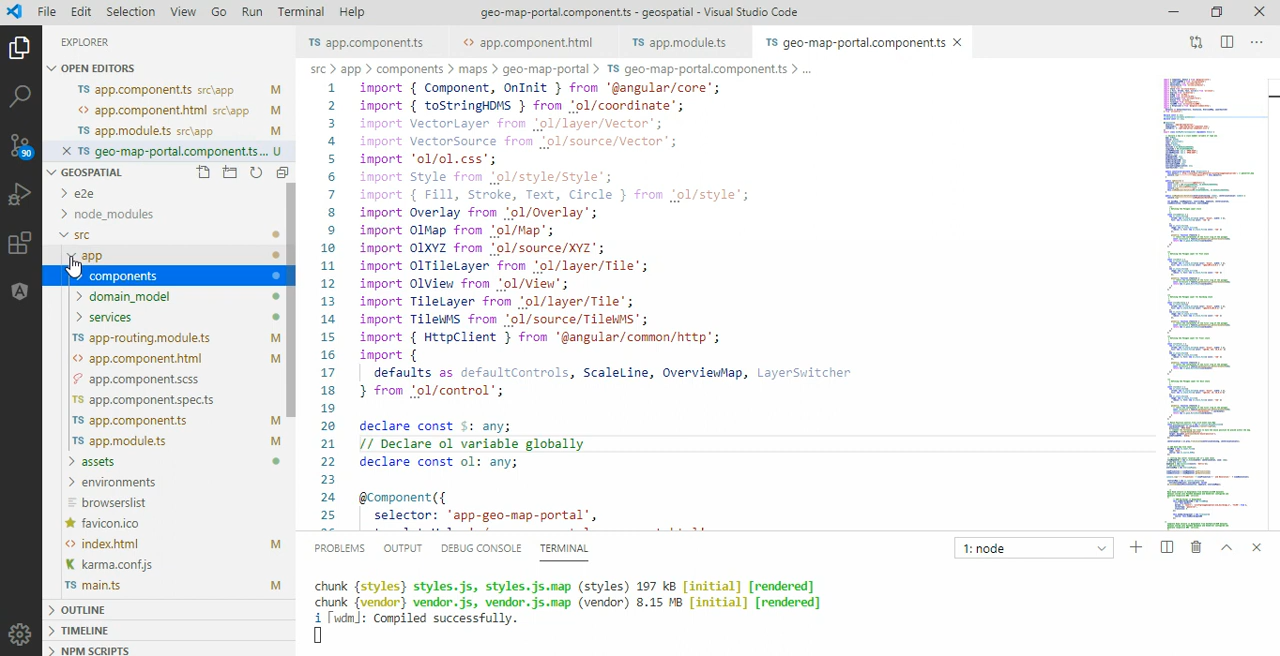 File Edit Selection View Go Run Terminal Help
geo-map-portal.component.ts - geospatial - Visual Studio Code
EXPLORER
OPEN EDITORS
TS app.component.ts src\app M
<> app.component.html src\app M
TS app.module.ts src\app M
TS geo-map-portal.component.ts... U
GEOSPATIAL
e2e
node_modules
src
app
components
domain_model
services
TS app-routing.module.ts M
<> app.component.html M
app.component.scss
TS app.component.spec.ts
TS app.component.ts M
TS app.module.ts M
assets
environments
browserslist
favicon.ico
<> index.html M
karma.conf.js
TS main.ts M
OUTLINE
TIMELINE
NPM SCRIPTS
90
TS app.component.ts <> app.component.html TS app.module.ts TS geo-map-portal.component.ts
src > app > components > maps > geo-map-portal > TS geo-map-portal.component.ts > ...
1 import { Component, OnInit } from '@angular/core';
2 import { toStringHDMS } from 'ol/coordinate';
3 import VectorLayer from 'ol/layer/Vector';
4 import VectorSource from 'ol/source/Vector';
5 import 'ol/ol.css';
6 import Style from 'ol/style/Style';
7 import { Fill, Stroke, Text, Circle } from 'ol/style';
8 import Overlay from 'ol/Overlay';
9 import OlMap from 'ol/Map';
10 import OlXYZ from 'ol/source/XYZ';
11 import OlTileLayer from 'ol/layer/Tile';
12 import OlView from 'ol/View';
13 import TileLayer from 'ol/layer/Tile';
14 import TileWMS from 'ol/source/TileWMS';
15 import { HttpClient } from '@angular/common/http';
16 import {
17 defaults as defaultControls, ScaleLine, OverviewMap, LayerSwitcher
18 } from 'ol/control';
19
20 declare const $: any;
21 // Declare ol varible globally
22 declare const ol: any;
23
24 @Component({
25 selector: 'app-geo-map-portal',
PROBLEMS OUTPUT DEBUG CONSOLE TERMINAL
1: node
chunk {styles} styles.js, styles.js.map (styles) 197 kB [initial] [rendered]
chunk {vendor} vendor.js, vendor.js.map (vendor) 8.15 MB [initial] [rendered]
i ｢wdm｣: Compiled successfully.